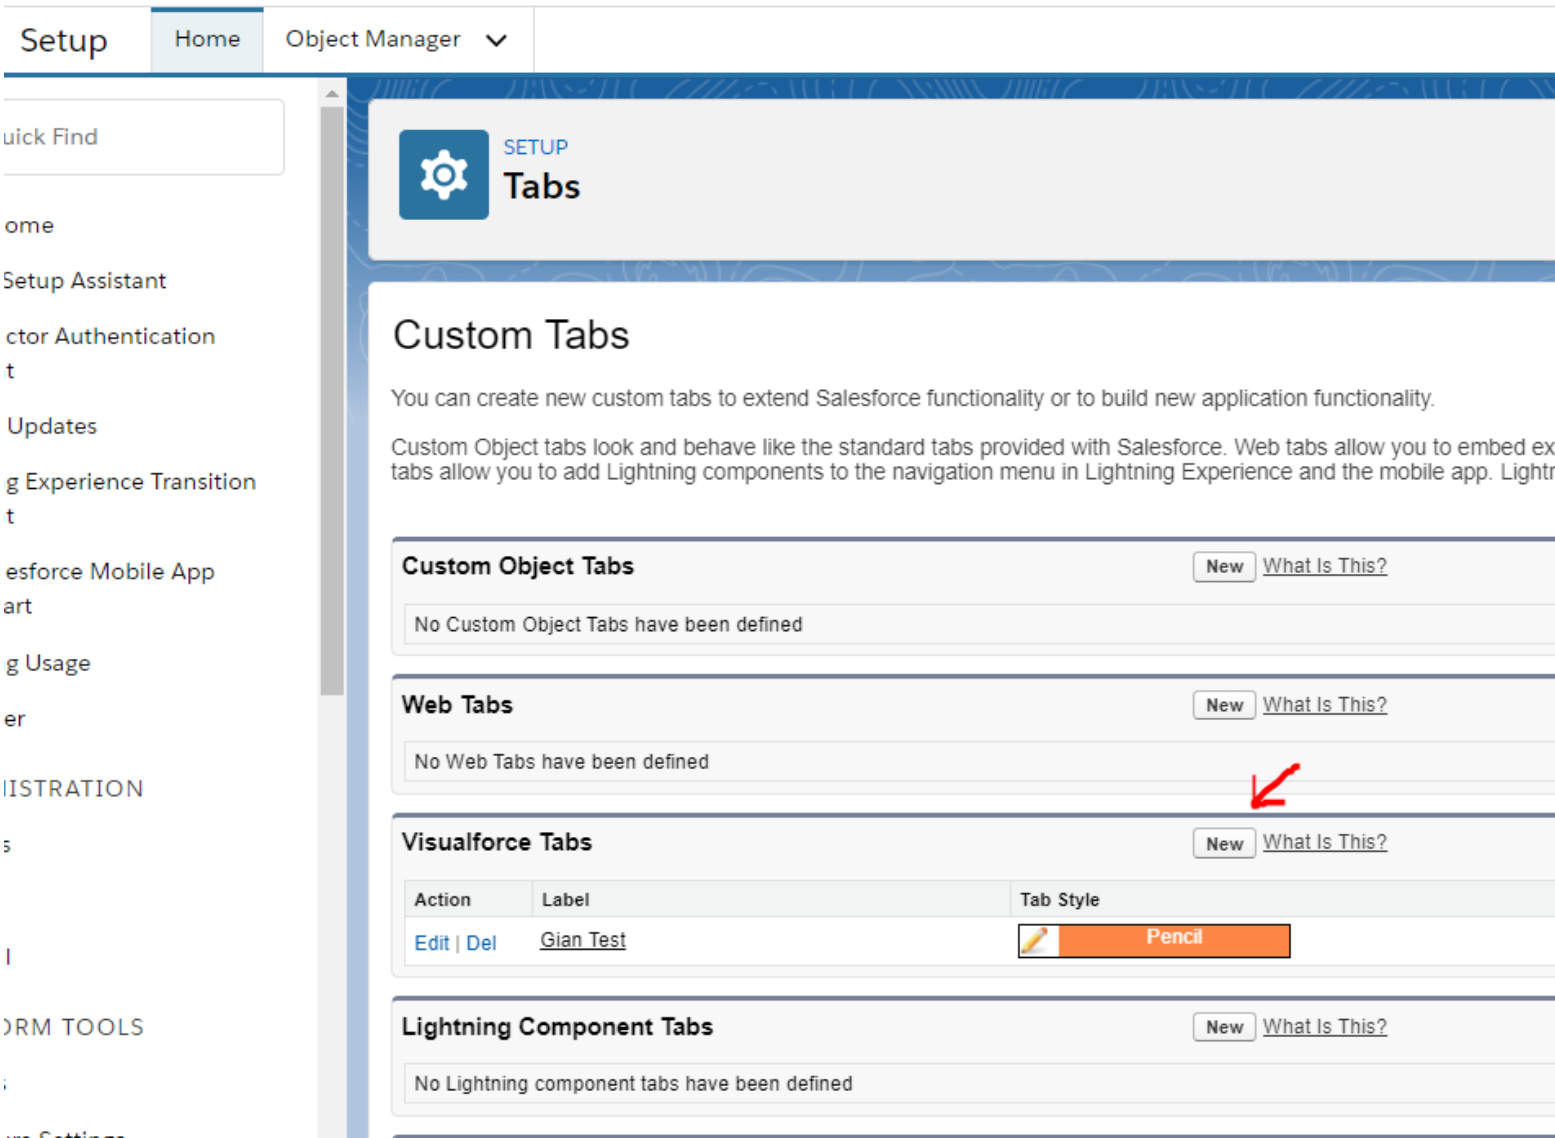 Setup
Home
Object Manager
uick Find
ome
Setup Assistant
ctor Authentication
t
Updates
g Experience Transition
t
esforce Mobile App
art
g Usage
er
ISTRATION
s
l
ORM TOOLS
s
SETUP
Tabs
Custom Tabs
You can create new custom tabs to extend Salesforce functionality or to build new application functionality.
Custom Object tabs look and behave like the standard tabs provided with Salesforce. Web tabs allow you to embed ex
tabs allow you to add Lightning components to the navigation menu in Lightning Experience and the mobile app. Lightn
Custom Object Tabs
New What Is This?
No Custom Object Tabs have been defined
Web Tabs
New What Is This?
No Web Tabs have been defined
Visualforce Tabs
New What Is This?
Action Label Tab Style
Edit | Del Gian Test Pencil
Lightning Component Tabs
New What Is This?
No Lightning component tabs have been defined